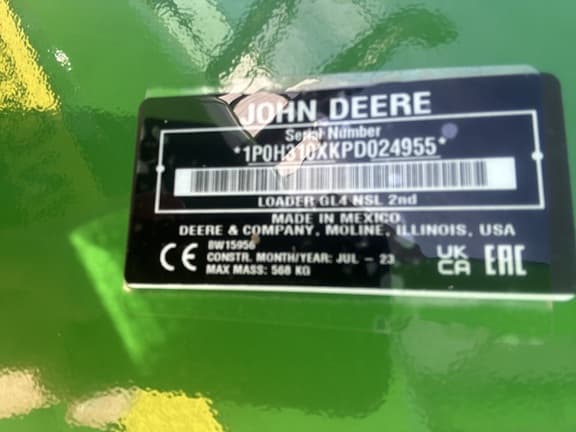 JOHN DEERE
Serial Number
*1P0H310XKPD024955*
LOADER GL4 NSL 2nd
MADE IN MEXICO
DEERE & COMPANY, MOLINE, ILLINOIS, USA
BW15956
CONSTR. MONTH/YEAR: JUL - 23
MAX MASS: 568 KG
CE
UK
CA
EAC